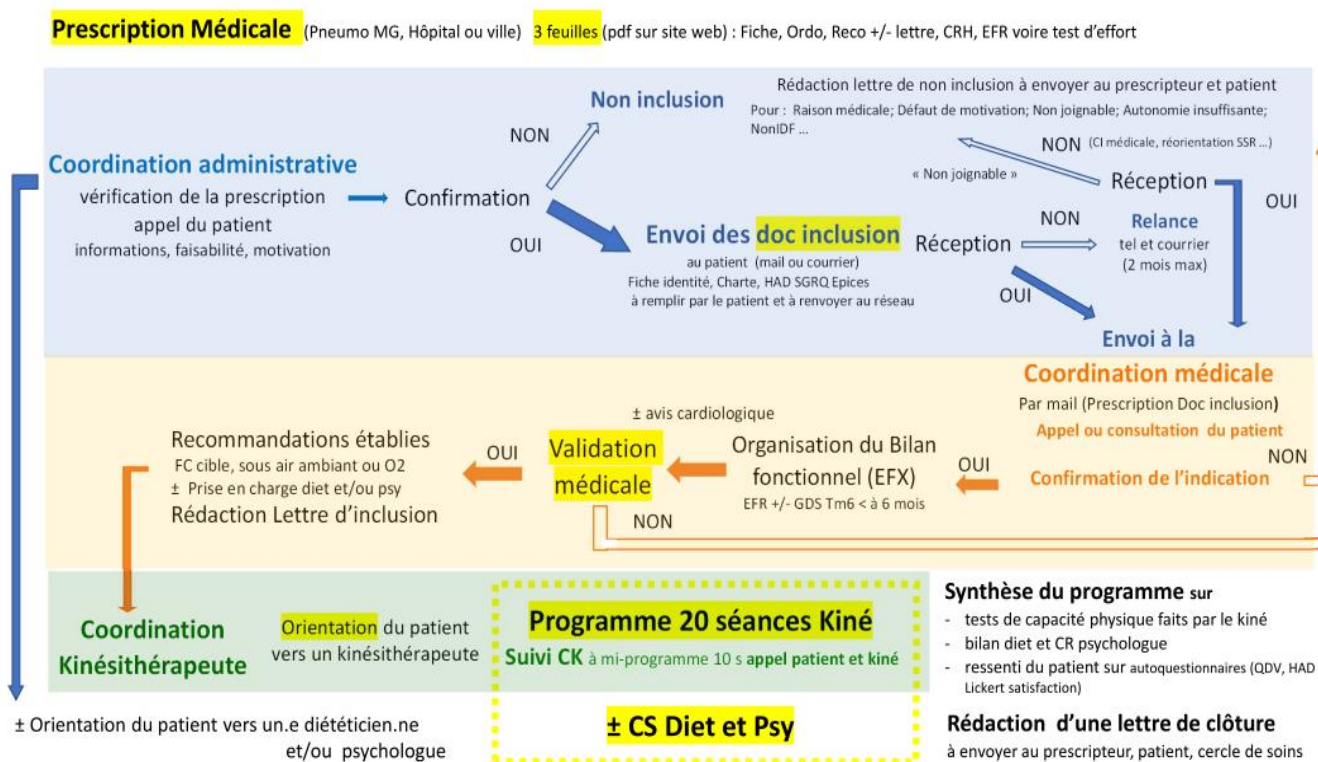 Prescription Médicale (Pneumo MG, Hôpital ou ville) 3 feuilles (pdf sur site web) : Fiche, Ordo, Reco +/- lettre, CRH, EFR voire test d'effort
Rédaction lettre de non inclusion à envoyer au prescripteur et patient
Non inclusion
Pour : Raison médicale; Défaut de motivation; Non joignable; Autonomie insuffisante;
NonIDF ...
NON
NON (CI médicale, réorientation SSR ...)
Coordination administrative
« Non joignable »
Réception
OUI
vérification de la prescription
appel du patient
informations, faisabilité, motivation
Confirmation
OUI
Envoi des doc inclusion
au patient (mail ou courrier)
Fiche identité, Charte, HAD SGRQ Epices
à remplir par le patient et à renvoyer au réseau
Réception
NON
OUI
Relance
tel et courrier
(2 mois max)
Envoi à la
Coordination médicale
Par mail (Prescription Doc inclusion)
Appel ou consultation du patient
NON
Confirmation de l'indication
OUI
± avis cardiologique
Organisation du Bilan
fonctionnel (EFX)
EFR +/- GDS Tm6 < à 6 mois
Validation
médicale
NON
OUI
Recommandations établies
FC cible, sous air ambiant ou O2
± Prise en charge diet et/ou psy
Rédaction Lettre d'inclusion
Coordination
Kinésithérapeute
Orientation du patient
vers un kinésithérapeute
Programme 20 séances Kiné
Suivi CK à mi-programme 10 s appel patient et kiné
± CS Diet et Psy
± Orientation du patient vers un.e diététicien.ne
et/ou psychologue
Synthèse du programme sur
- tests de capacité physique faits par le kiné
- bilan diet et CR psychologue
- ressenti du patient sur autoquestionnaires (QDV, HAD
Lickert satisfaction)
Rédaction d'une lettre de clôture
à envoyer au prescripteur, patient, cercle de soins